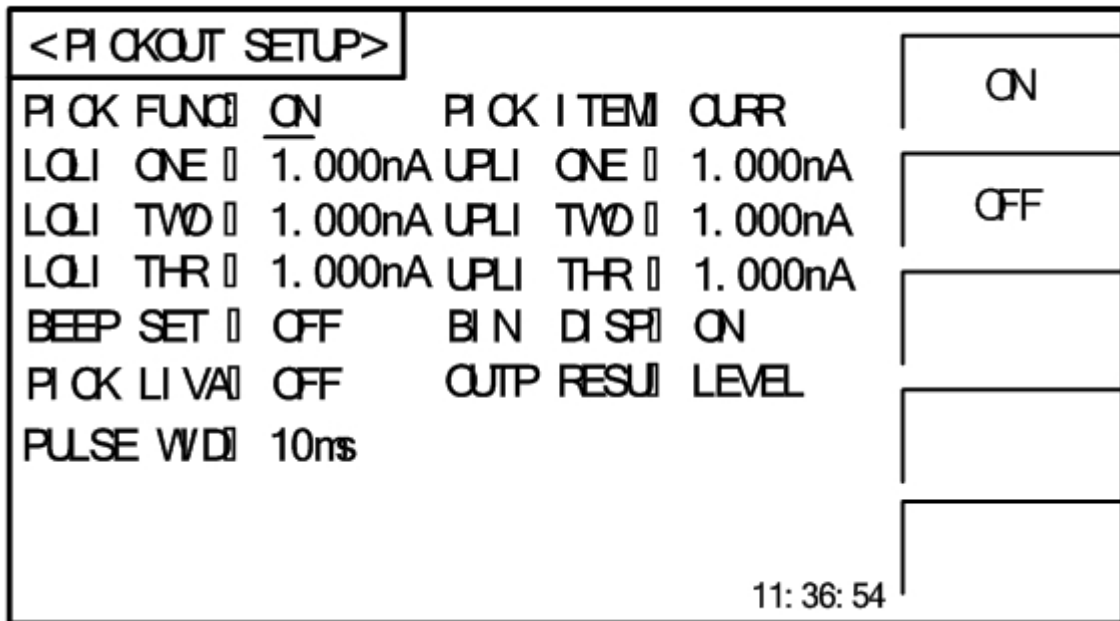 <PICKOUT SETUP>
PICK FUNC: ON PICK ITEM: CURR
LOLI ONE : 1.000nA UPLI ONE : 1.000nA
LOLI TWO : 1.000nA UPLI TWO : 1.000nA
LOLI THR : 1.000nA UPLI THR : 1.000nA
BEEP SET : OFF BIN DISP: ON
PICK LIVA: OFF OUTP RESU: LEVEL
PULSE WID: 10ms
11:36:54
ON
OFF